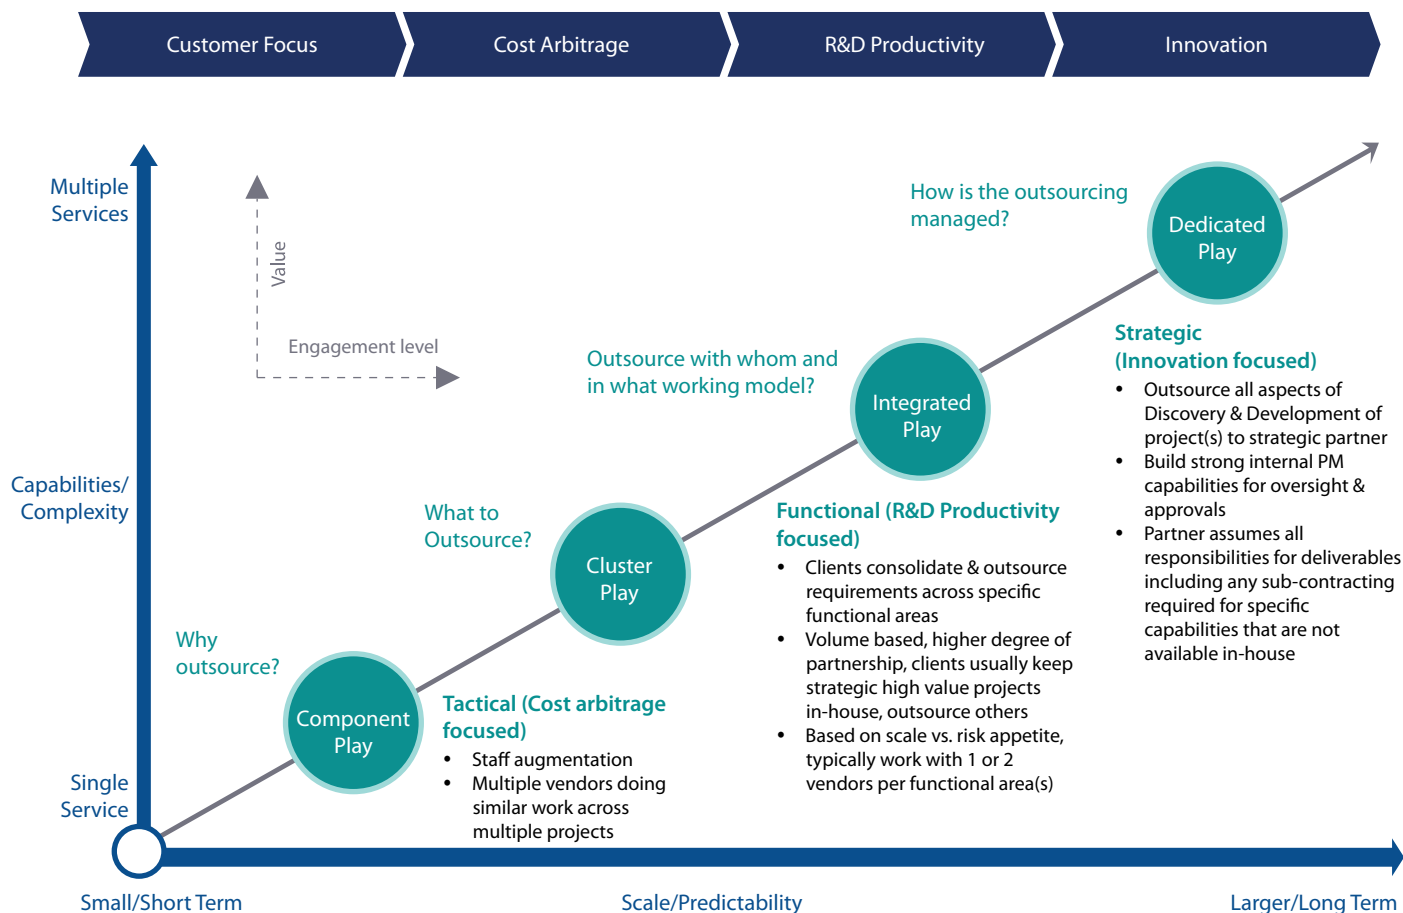 Customer Focus
Cost Arbitrage
R&D Productivity
Innovation
Multiple
Services
Capabilities/
Complexity
Single
Service
Value
Engagement level
Why
outsource?
Component
Play
What to
Outsource?
Cluster
Play
Tactical (Cost arbitrage
focused)
• Staff augmentation
• Multiple vendors doing
similar work across
multiple projects
Outsource with whom and
in what working model?
Integrated
Play
Functional (R&D Productivity
focused)
• Clients consolidate & outsource
requirements across specific
functional areas
• Volume based, higher degree of
partnership, clients usually keep
strategic high value projects
in-house, outsource others
• Based on scale vs. risk appetite,
typically work with 1 or 2
vendors per functional area(s)
How is the outsourcing
managed?
Dedicated
Play
Strategic
(Innovation focused)
• Outsource all aspects of
Discovery & Development of
project(s) to strategic partner
• Build strong internal PM
capabilities for oversight &
approvals
• Partner assumes all
responsibilities for deliverables
including any sub-contracting
required for specific
capabilities that are not
available in-house
Small/Short Term
Scale/Predictability
Larger/Long Term